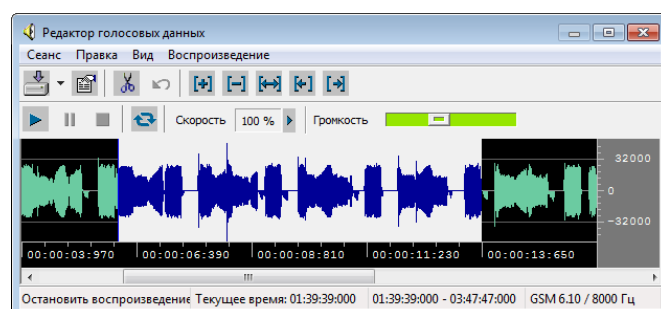 Редактор голосовых данных
Сеанс Правка Вид Воспроизведение
Скорость 100 % Громкость
32000
0
-32000
00:00:03:970 00:00:06:390 00:00:08:810 00:00:11:230 00:00:13:650
Остановить воспроизведение Текущее время: 01:39:39:000 01:39:39:000 - 03:47:47:000 GSM 6.10 / 8000 Гц